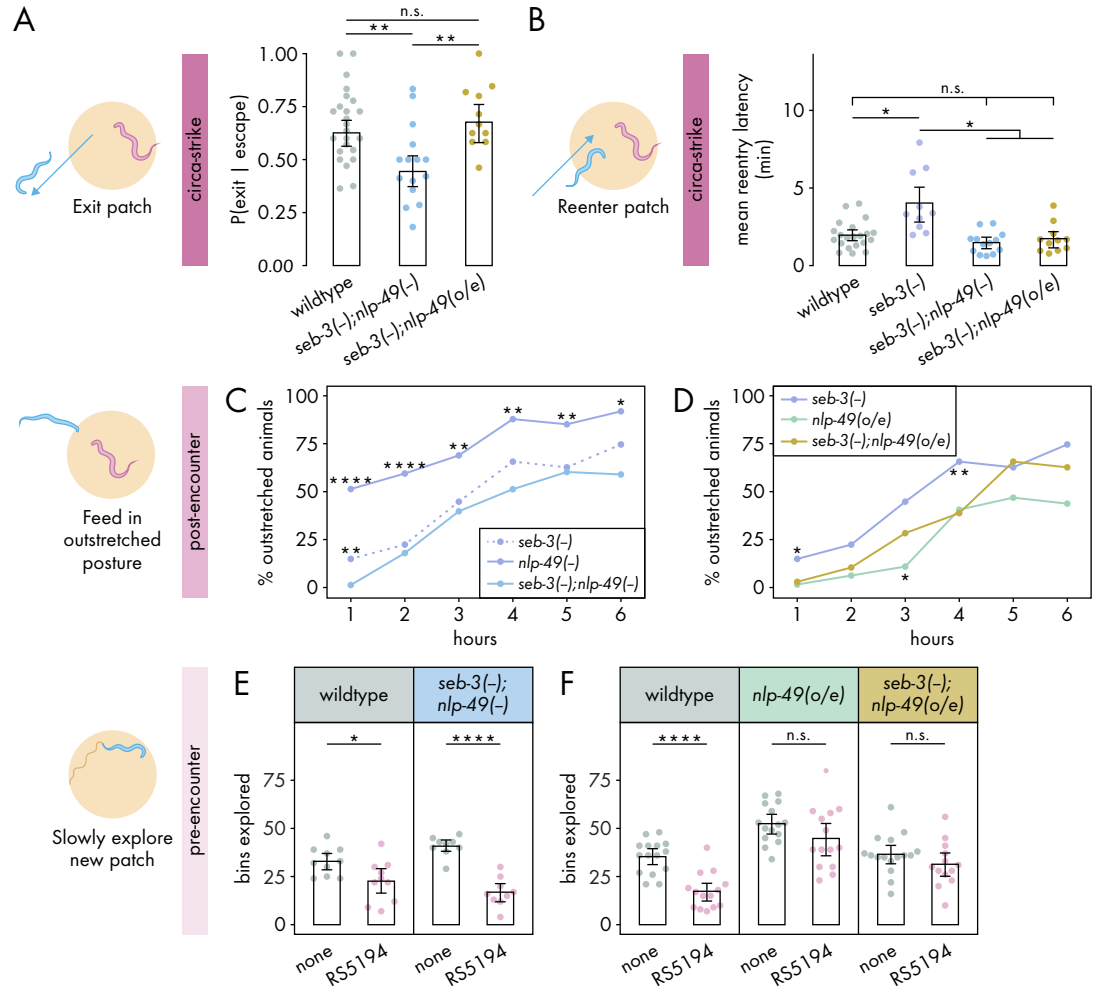 A
n.s.
**
**
1.00
0.75
0.50
0.25
0.00
P(exit | escape)
circa-strike
Exit patch
wildtype
seb-3(–);nlp-49(–)
seb-3(–);nlp-49(o/e)
B
n.s.
*
*
10
5
0
mean reentry latency
(min)
circa-strike
Reenter patch
wildtype
seb-3(–)
seb-3(–);nlp-49(–)
seb-3(–);nlp-49(o/e)
post-encounter
Feed in
outstretched
posture
C
100
75
50
25
0
% outstretched animals
****
****
**
**
**
*
**
seb-3(–)
nlp-49(–)
seb-3(–);nlp-49(–)
1 2 3 4 5 6
hours
D
100
75
50
25
0
% outstretched animals
seb-3(–)
nlp-49(o/e)
seb-3(–);nlp-49(o/e)
*
**
*
1 2 3 4 5 6
hours
pre-encounter
Slowly explore
new patch
E
wildtype
seb-3(–);
nlp-49(–)
*
****
75
50
25
0
bins explored
none
RS5194
none
RS5194
F
wildtype
nlp-49(o/e)
seb-3(–);
nlp-49(o/e)
****
n.s.
n.s.
75
50
25
0
bins explored
none
RS5194
none
RS5194
none
RS5194